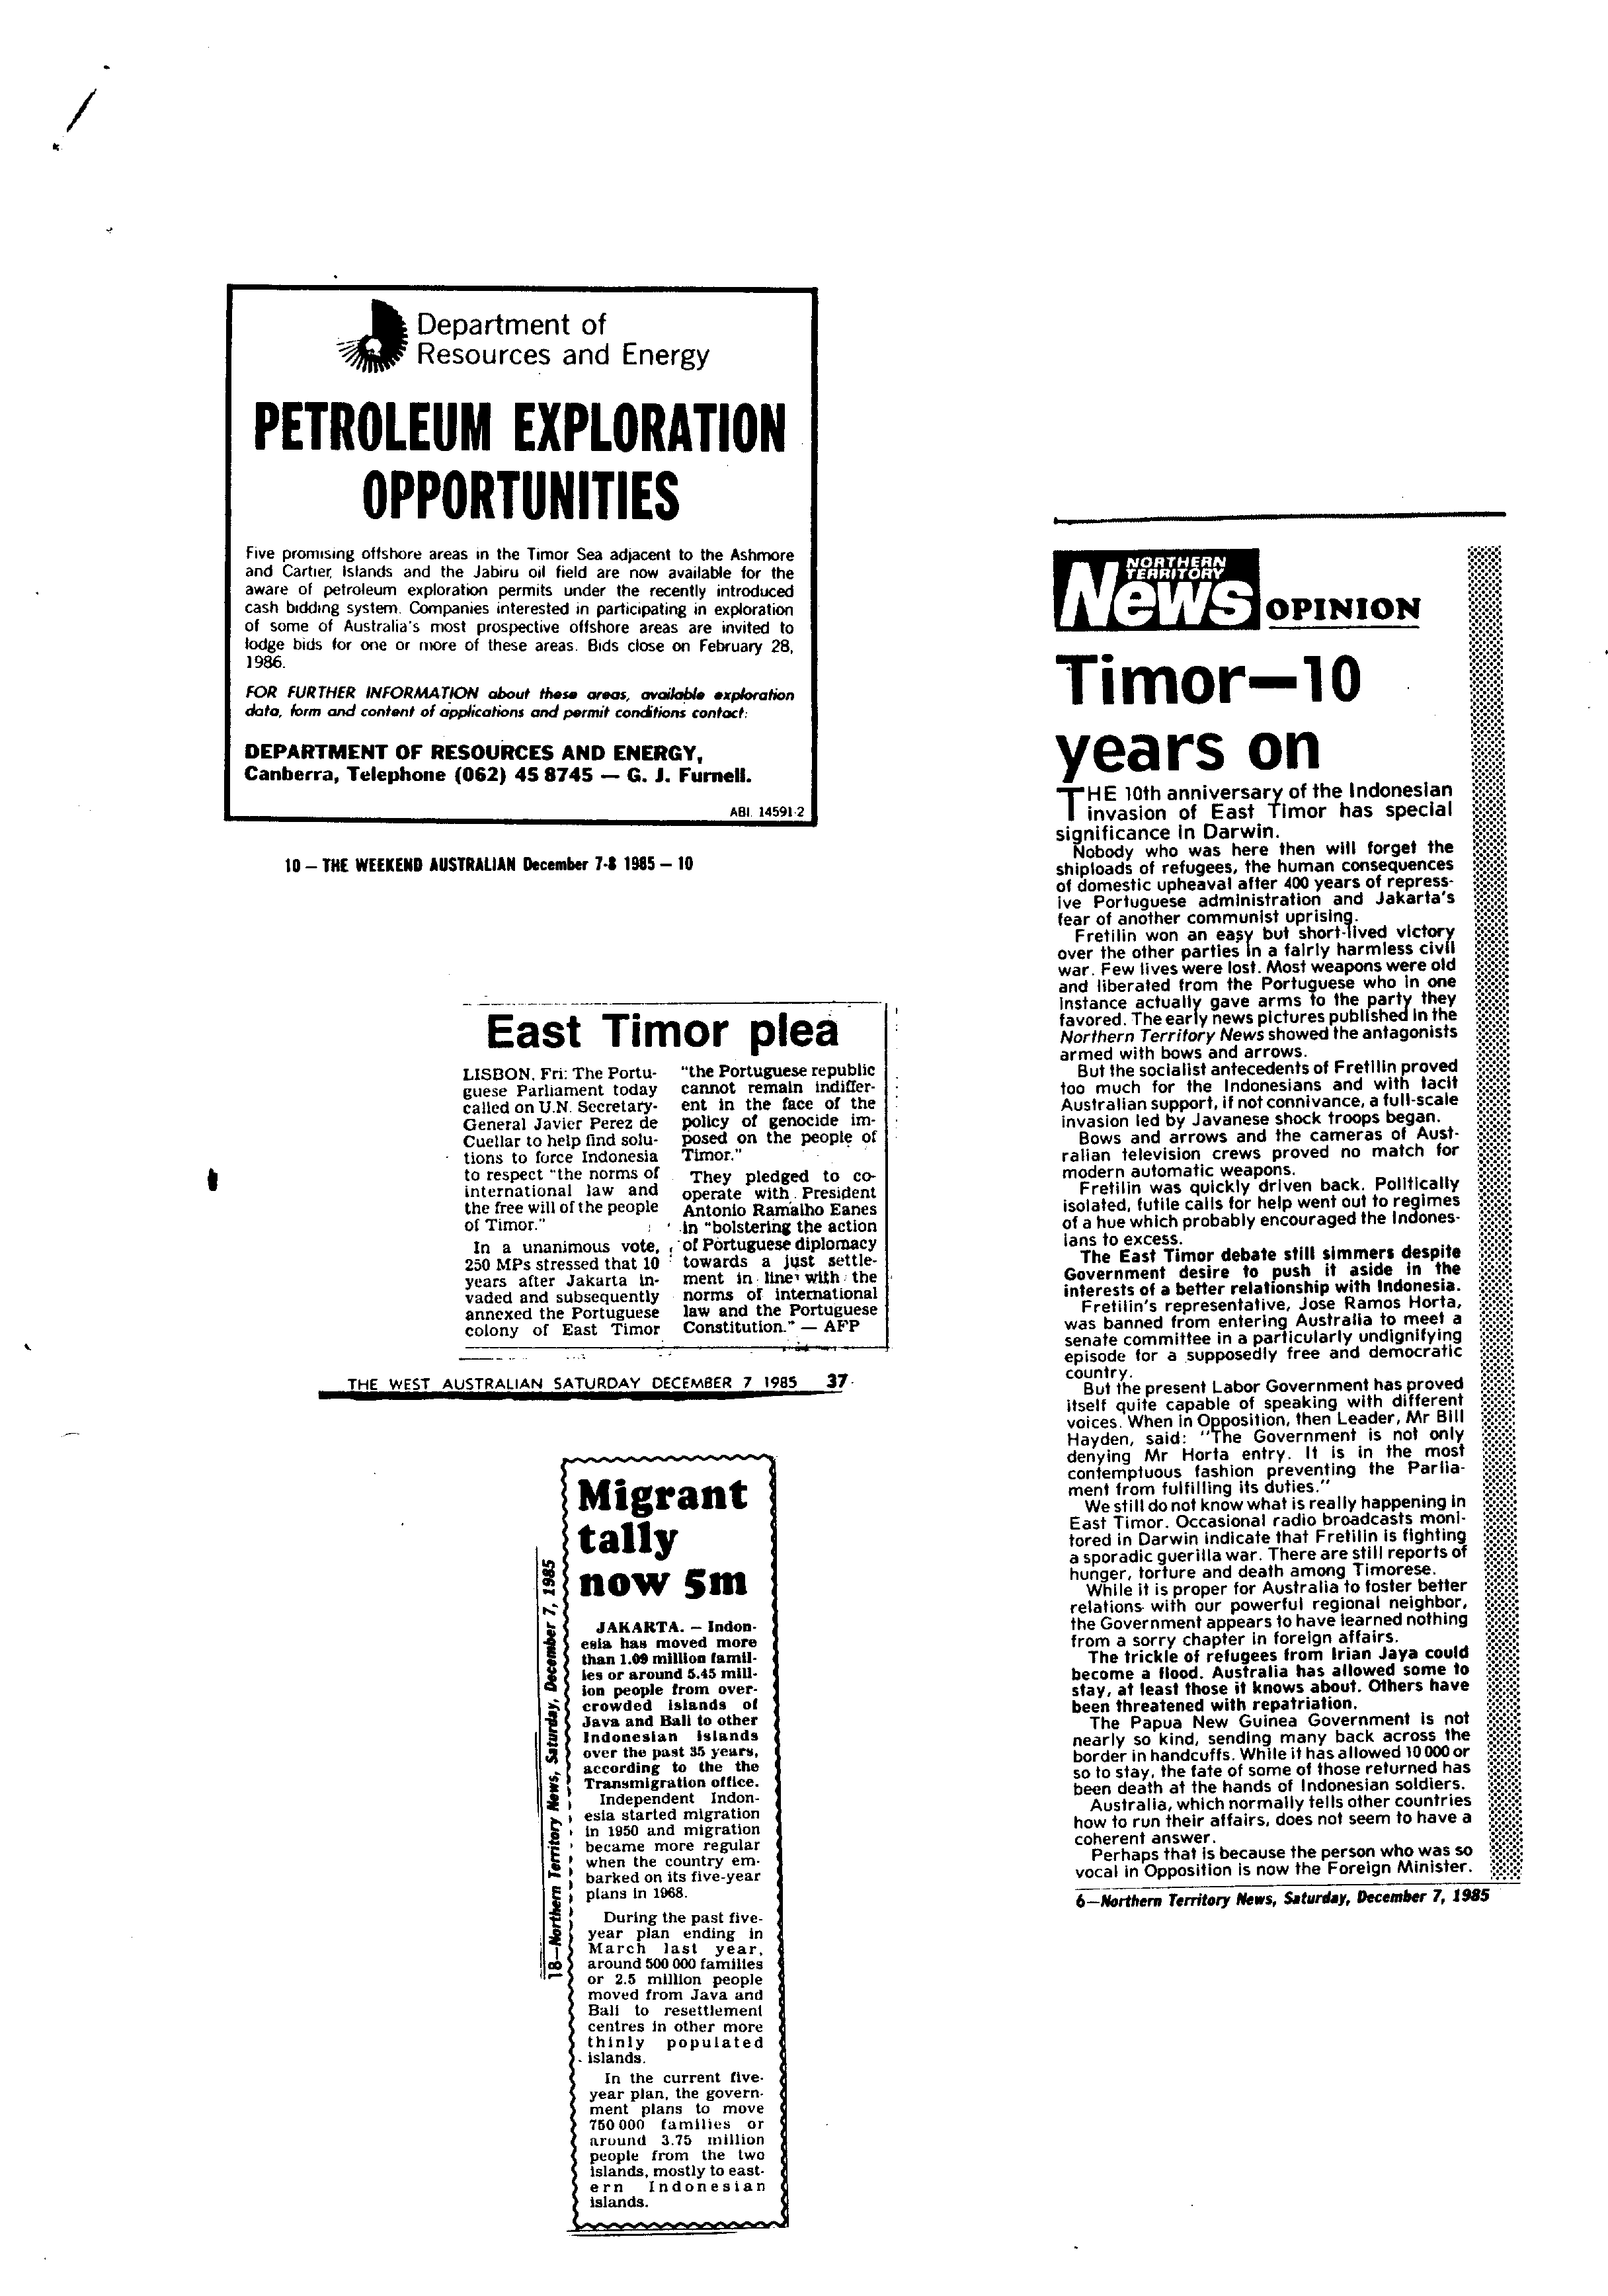 Department of
Resources and Energy
PETROLEUM EXPLORATION
OPPORTUNITIES
Five promising offshore areas in the Timor Sea adjacent to the Ashmore
and Cartier Islands and the Jabiru oil field are now available for the
aware of petroleum exploration permits under the recently introduced
cash bidding system. Companies interested in participating in exploration
of some of Australia's most prospective offshore areas are invited to
lodge bids for one or more of these areas. Bids close on February 28,
1986.
FOR FURTHER INFORMATION about these areas, available exploration
data, form and content of applications and permit conditions contact:
DEPARTMENT OF RESOURCES AND ENERGY,
Canberra, Telephone (062) 45 8745 — G. J. Furnell.
ABI. 14591·2
10 — THE WEEKEND AUSTRALIAN December 7-8 1985 — 10
East Timor plea
LISBON, Fri: The Portu-
guese Parliament today
called on U.N. Secretary-
General Javier Perez de
Cuellar to help find solu-
tions to force Indonesia
to respect "the norms of
international law and
the free will of the people
of Timor."
In a unanimous vote,
250 MPs stressed that 10
years after Jakarta in-
vaded and subsequently
annexed the Portuguese
colony of East Timor
"the Portuguese republic
cannot remain indiffer-
ent in the face of the
policy of genocide im-
posed on the people of
Timor."
They pledged to co-
operate with President
Antonio Ramalho Eanes
in "bolstering the action
of Portuguese diplomacy
towards a just settle-
ment in line with the
norms of international
law and the Portuguese
Constitution." — AFP
THE WEST AUSTRALIAN SATURDAY DECEMBER 7 1985 37
Migrant
tally
now 5m
JAKARTA. — Indon-
esia has moved more
than 1.09 million famil-
ies or around 5.45 mill-
ion people from over-
crowded islands of
Java and Bali to other
Indonesian islands
over the past 35 years,
according to the the
Transmigration office.
Independent Indon-
esia started migration
in 1950 and migration
became more regular
when the country em-
barked on its five-year
plans in 1968.
During the past five-
year plan ending in
March last year,
around 500 000 families
or 2.5 million people
moved from Java and
Bali to resettlement
centres in other more
thinly populated
islands.
In the current five-
year plan, the govern-
ment plans to move
750 000 families or
around 3.75 million
people from the two
islands, mostly to east-
ern Indonesian
islands.
18—Northern Territory News, Saturday, December 7, 1985
NORTHERN
TERRITORY
News OPINION
Timor—10
years on
THE 10th anniversary of the Indonesian
invasion of East Timor has special
significance in Darwin.
Nobody who was here then will forget the
shiploads of refugees, the human consequences
of domestic upheaval after 400 years of repress-
ive Portuguese administration and Jakarta's
fear of another communist uprising.
Fretilin won an easy but short-lived victory
over the other parties in a fairly harmless civil
war. Few lives were lost. Most weapons were old
and liberated from the Portuguese who in one
instance actually gave arms to the party they
favored. The early news pictures published in the
Northern Territory News showed the antagonists
armed with bows and arrows.
But the socialist antecedents of Fretilin proved
too much for the Indonesians and with tacit
Australian support, if not connivance, a full-scale
invasion led by Javanese shock troops began.
Bows and arrows and the cameras of Aust-
ralian television crews proved no match for
modern automatic weapons.
Fretilin was quickly driven back. Politically
isolated, futile calls for help went out to regimes
of a hue which probably encouraged the Indones-
ians to excess.
The East Timor debate still simmers despite
Government desire to push it aside in the
interests of a better relationship with Indonesia.
Fretilin's representative, Jose Ramos Horta,
was banned from entering Australia to meet a
senate committee in a particularly undignifying
episode for a supposedly free and democratic
country.
But the present Labor Government has proved
itself quite capable of speaking with different
voices. When in Opposition, then Leader, Mr Bill
Hayden, said: "The Government is not only
denying Mr Horta entry. It is in the most
contemptuous fashion preventing the Parlia-
ment from fulfilling its duties."
We still do not know what is really happening in
East Timor. Occasional radio broadcasts moni-
tored in Darwin indicate that Fretilin is fighting
a sporadic guerilla war. There are still reports of
hunger, torture and death among Timorese.
While it is proper for Australia to foster better
relations with our powerful regional neighbor,
the Government appears to have learned nothing
from a sorry chapter in foreign affairs.
The trickle of refugees from Irian Jaya could
become a flood. Australia has allowed some to
stay, at least those it knows about. Others have
been threatened with repatriation.
The Papua New Guinea Government is not
nearly so kind, sending many back across the
border in handcuffs. While it has allowed 10 000 or
so to stay, the fate of some of those returned has
been death at the hands of Indonesian soldiers.
Australia, which normally tells other countries
how to run their affairs, does not seem to have a
coherent answer.
Perhaps that is because the person who was so
vocal in Opposition is now the Foreign Minister.
6—Northern Territory News, Saturday, December 7, 1985